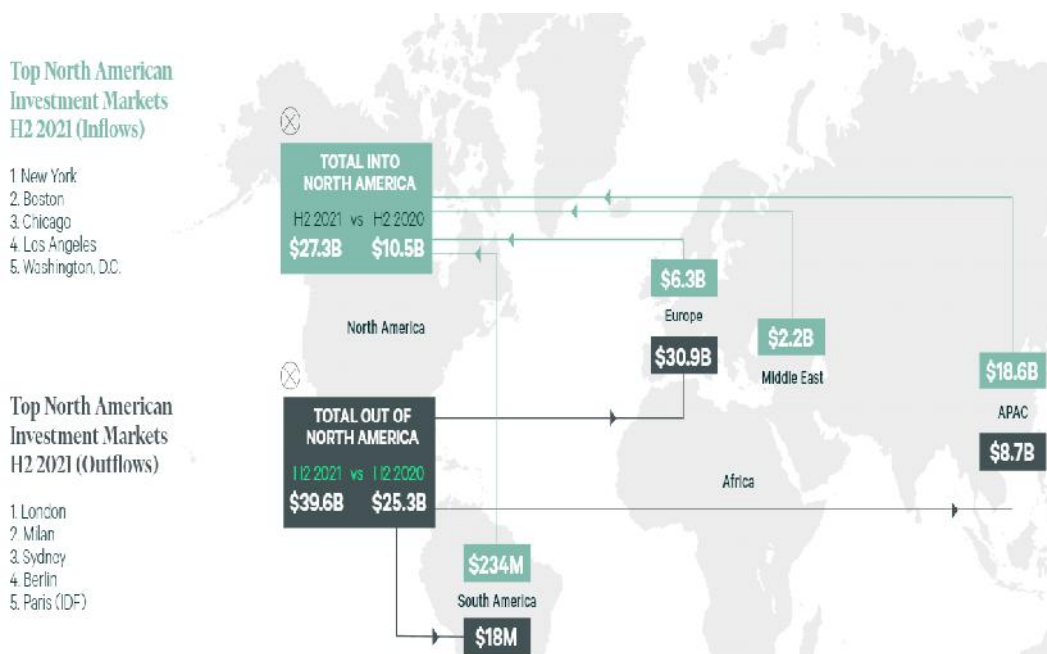 Top North American
Investment Markets
H2 2021 (Inflows)
1 New York
2. Boston
3. Chicago
4. Los Angeles
5. Washington, D.C.
TOTAL INTO
NORTH AMERICA
H2 2021 vs H2 2020
$27.3B $10.5B
North America
$6.3B
Europe
$30.9B
$2.2B
Middle East
$18.6B
APAC
$8.7B
Top North American
Investment Markets
H2 2021 (Outflows)
1. London
2. Milan
3. Sydney
4. Berlin
5. Paris (IDF)
TOTAL OUT OF
NORTH AMERICA
H2 2021 vs H2 2020
$39.6B $25.3B
Africa
$234M
South America
$18M